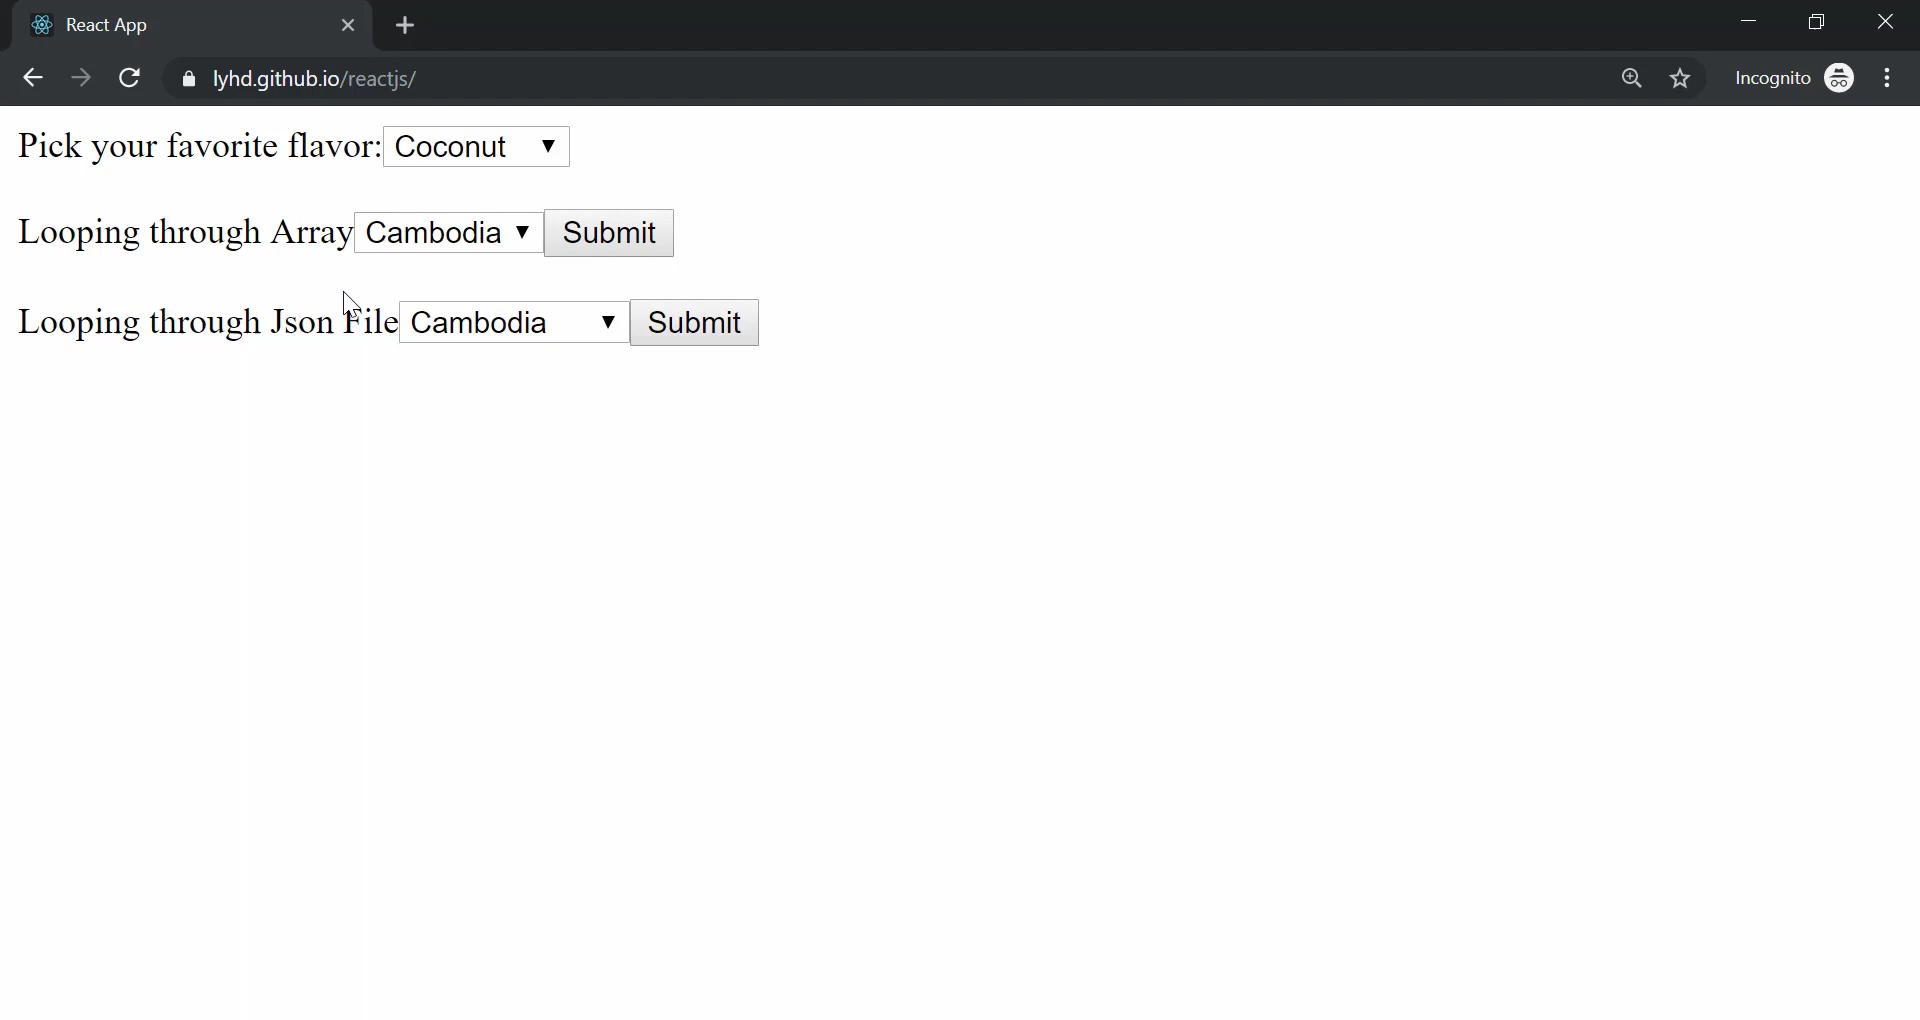 React App
lyhd.github.io/reactjs/
Incognito
Pick your favorite flavor: Coconut
Looping through Array Cambodia Submit
Looping through Json File Cambodia Submit